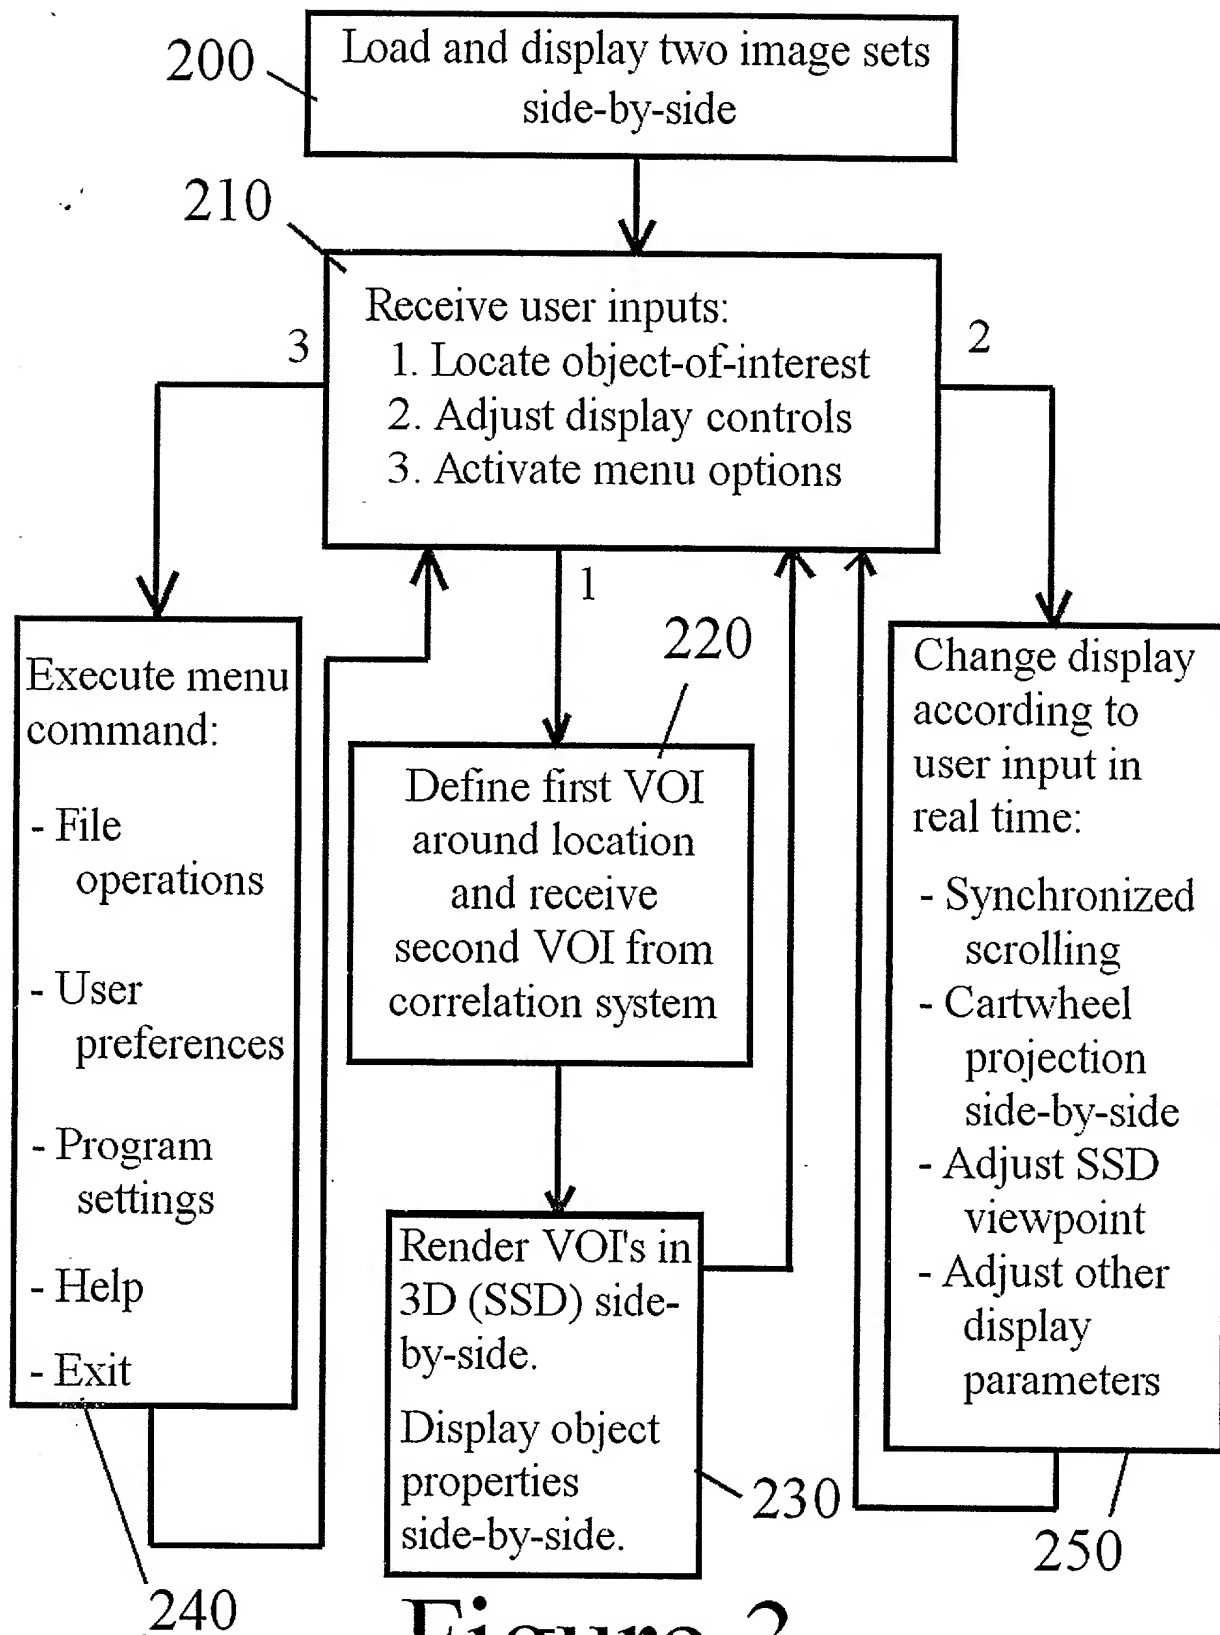 200
Load and display two image sets
side-by-side
210
Receive user inputs:
1. Locate object-of-interest
2. Adjust display controls
3. Activate menu options
3
2
1
220
Execute menu
command:
- File
operations
- User
preferences
- Program
settings
- Help
- Exit
240
Define first VOI
around location
and receive
second VOI from
correlation system
Render VOI's in
3D (SSD) side-
by-side.
Display object
properties
side-by-side.
230
Change display
according to
user input in
real time:
- Synchronized
scrolling
- Cartwheel
projection
side-by-side
- Adjust SSD
viewpoint
- Adjust other
display
parameters
250
Figure